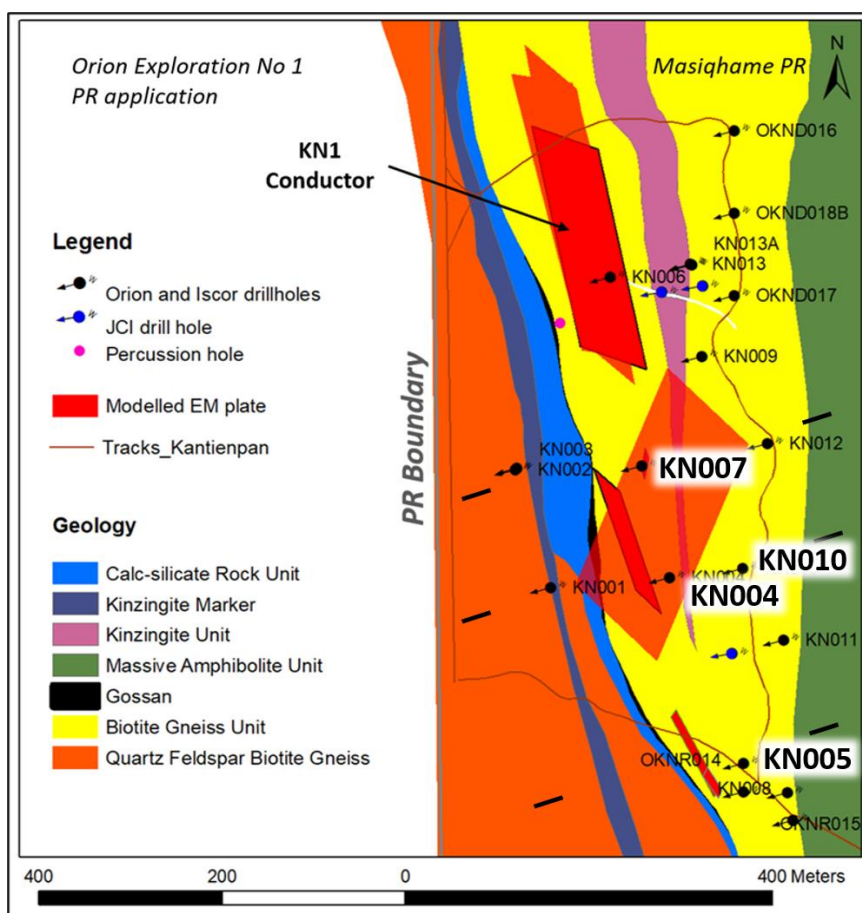 Orion Exploration No 1
PR application
Masiqhame PR
N
KN1
Conductor
OKND016
OKND018B
KN013A
KN013
KN006
OKND017
KN009
Legend
Orion and Iscor drillholes
JCI drill hole
Percussion hole
Modelled EM plate
Tracks_Kantienpan
PR Boundary
KN003
KN002
KN012
KN007
KN010
KN004
KN004
KN001
KN011
Geology
Calc-silicate Rock Unit
Kinzingite Marker
Kinzingite Unit
Massive Amphibolite Unit
Gossan
Biotite Gneiss Unit
Quartz Feldspar Biotite Gneiss
KN005
OKNR014
KN008
OKNR015
400 200 0 400 Meters